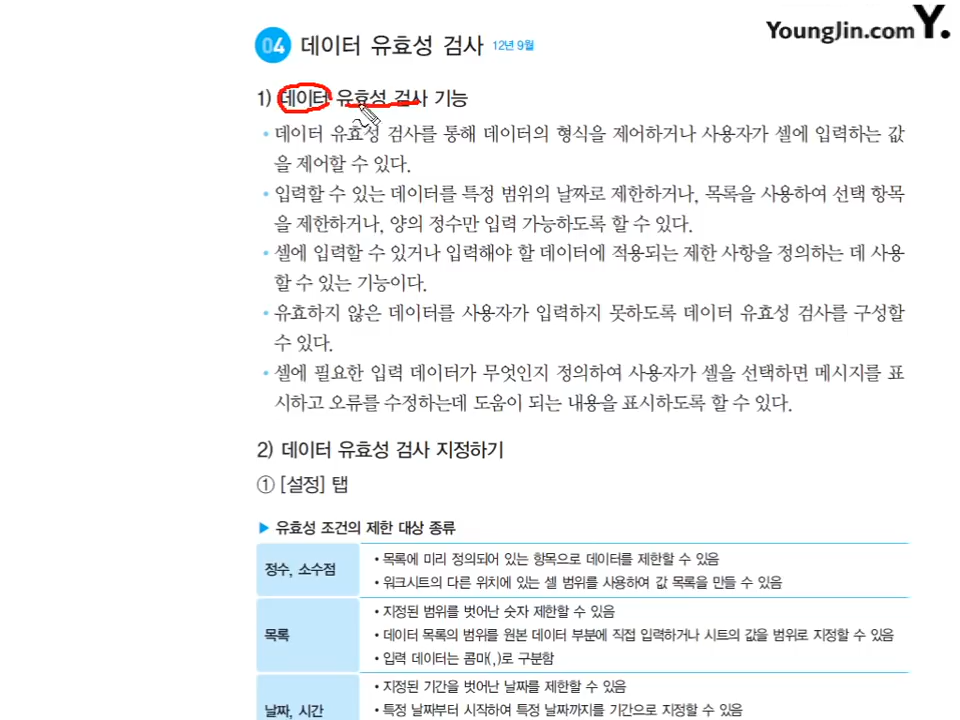 YoungJin.com Y.
04 데이터 유효성 검사 12년 9월
1) 데이터 유효성 검사 기능
• 데이터 유효성 검사를 통해 데이터의 형식을 제어하거나 사용자가 셀에 입력하는 값
을 제어할 수 있다.
• 입력할 수 있는 데이터를 특정 범위의 날짜로 제한하거나, 목록을 사용하여 선택 항목
을 제한하거나, 양의 정수만 입력 가능하도록 할 수 있다.
• 셀에 입력할 수 있거나 입력해야 할 데이터에 적용되는 제한 사항을 정의하는 데 사용
할 수 있는 기능이다.
• 유효하지 않은 데이터를 사용자가 입력하지 못하도록 데이터 유효성 검사를 구성할
수 있다.
• 셀에 필요한 입력 데이터가 무엇인지 정의하여 사용자가 셀을 선택하면 메시지를 표
시하고 오류를 수정하는데 도움이 되는 내용을 표시하도록 할 수 있다.
2) 데이터 유효성 검사 지정하기
① [설정] 탭
▶ 유효성 조건의 제한 대상 종류
정수, 소수점
• 목록에 미리 정의되어 있는 항목으로 데이터를 제한할 수 있음
• 워크시트의 다른 위치에 있는 셀 범위를 사용하여 값 목록을 만들 수 있음
목록
• 지정된 범위를 벗어난 숫자 제한할 수 있음
• 데이터 목록의 범위를 원본 데이터 부분에 직접 입력하거나 시트의 값을 범위로 지정할 수 있음
• 입력 데이터는 콤마(,)로 구분함
날짜, 시간
• 지정된 기간을 벗어난 날짜를 제한할 수 있음
• 특정 날짜부터 시작하여 특정 날짜까지를 기간으로 지정할 수 있음